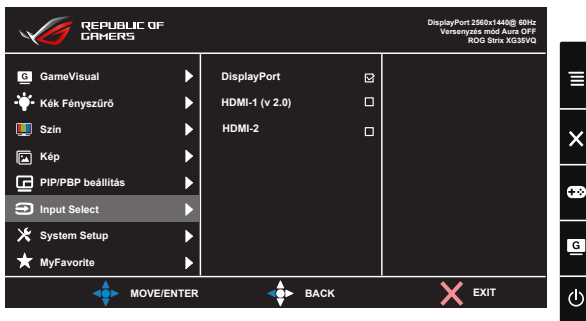 REPUBLIC OF
GAMERS
DisplayPort 2560x1440@ 60Hz
Versenyzés mód Aura OFF
ROG Strix XG35VQ
G GameVisual
Kék Fényszűrő
Szín
Kép
PIP/PBP beállítás
Input Select
System Setup
MyFavorite
DisplayPort
HDMI-1 (v 2.0)
HDMI-2
MOVE/ENTER
BACK
EXIT
G